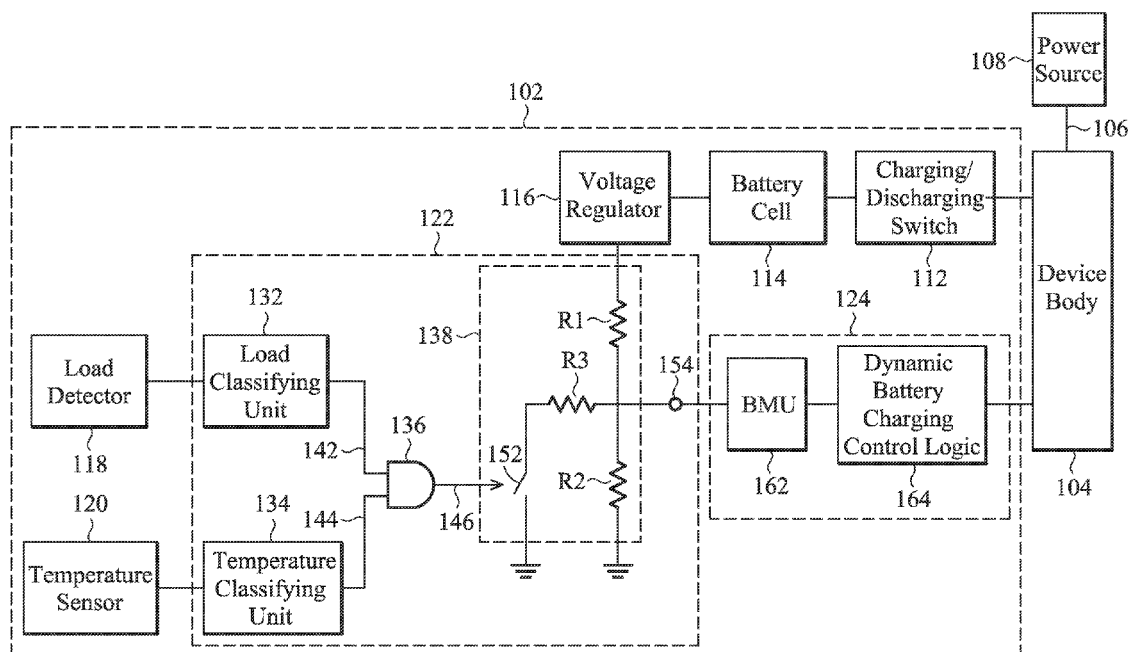 Power
Source
108
106
102
Voltage
Regulator
116
Battery
Cell
114
Charging/
Discharging
Switch
112
Device
Body
104
122
132
Load
Detector
118
Load
Classifying
Unit
138
R1
R3
R2
154
124
BMU
162
Dynamic
Battery
Charging
Control Logic
164
136
142
144
146
152
120
Temperature
Sensor
134
Temperature
Classifying
Unit